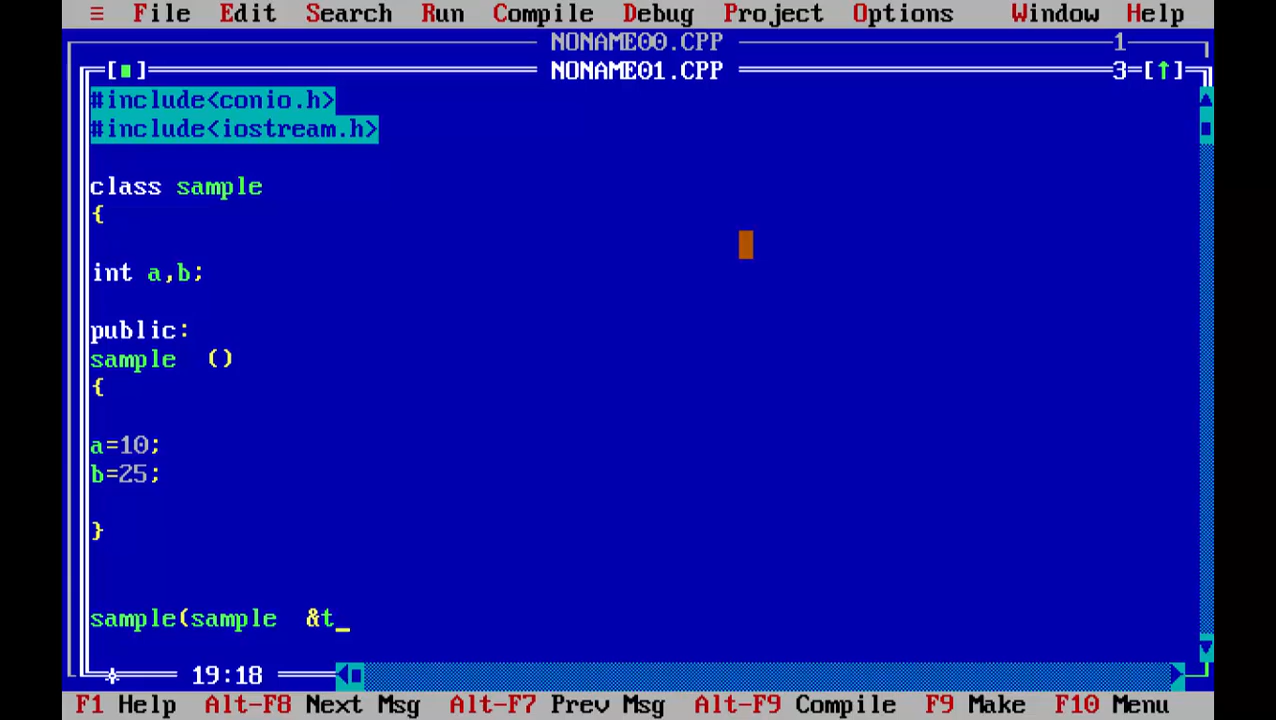 ≡ File Edit Search Run Compile Debug Project Options Window Help
NONAME00.CPP 1
[■] NONAME01.CPP 3=[↑]
#include<conio.h>
#include<iostream.h>
class sample
{
int a,b;
public:
sample ()
{
a=10;
b=25;
}
sample(sample &t_
19:18
F1 Help Alt-F8 Next Msg Alt-F7 Prev Msg Alt-F9 Compile F9 Make F10 Menu